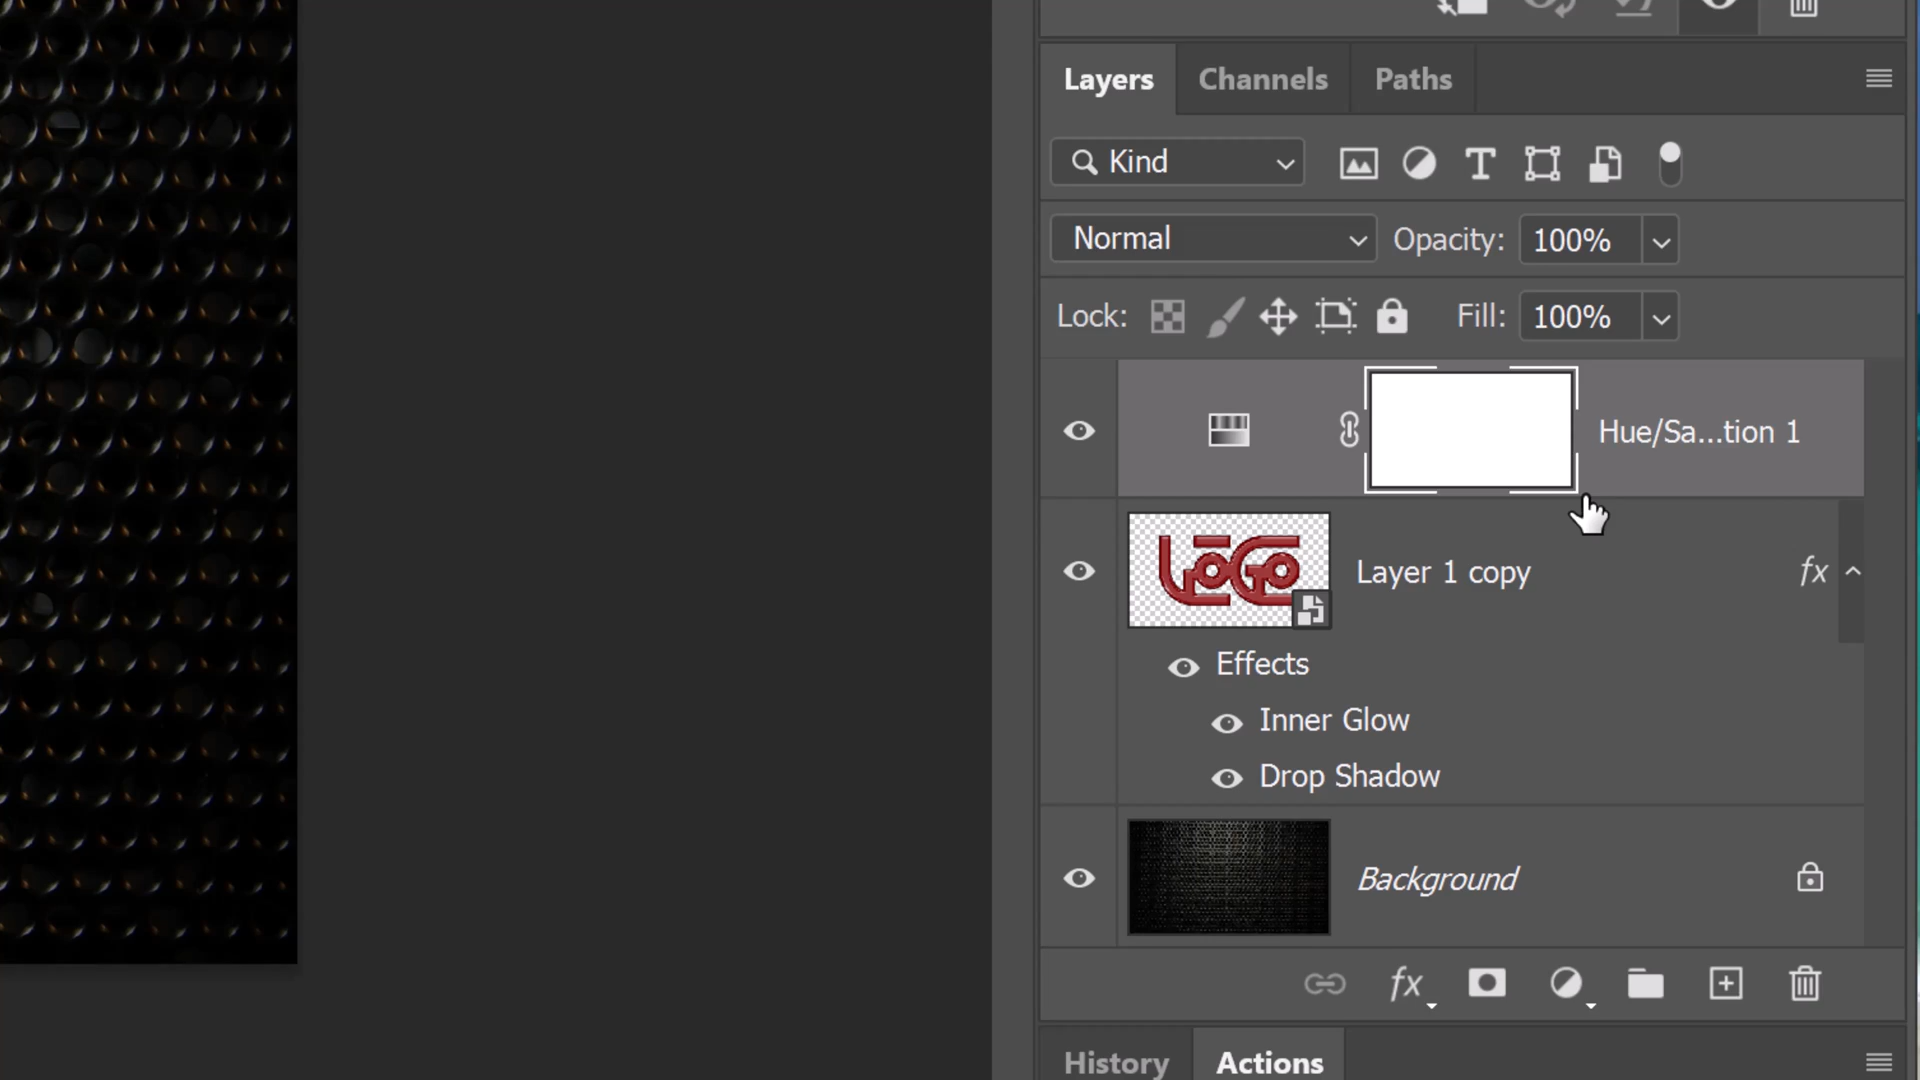 Layers Channels Paths
Kind
Normal Opacity: 100%
Lock: Fill: 100%
Hue/Sa...tion 1
LOGO
Layer 1 copy fx
Effects
Inner Glow
Drop Shadow
Background
fx
History Actions